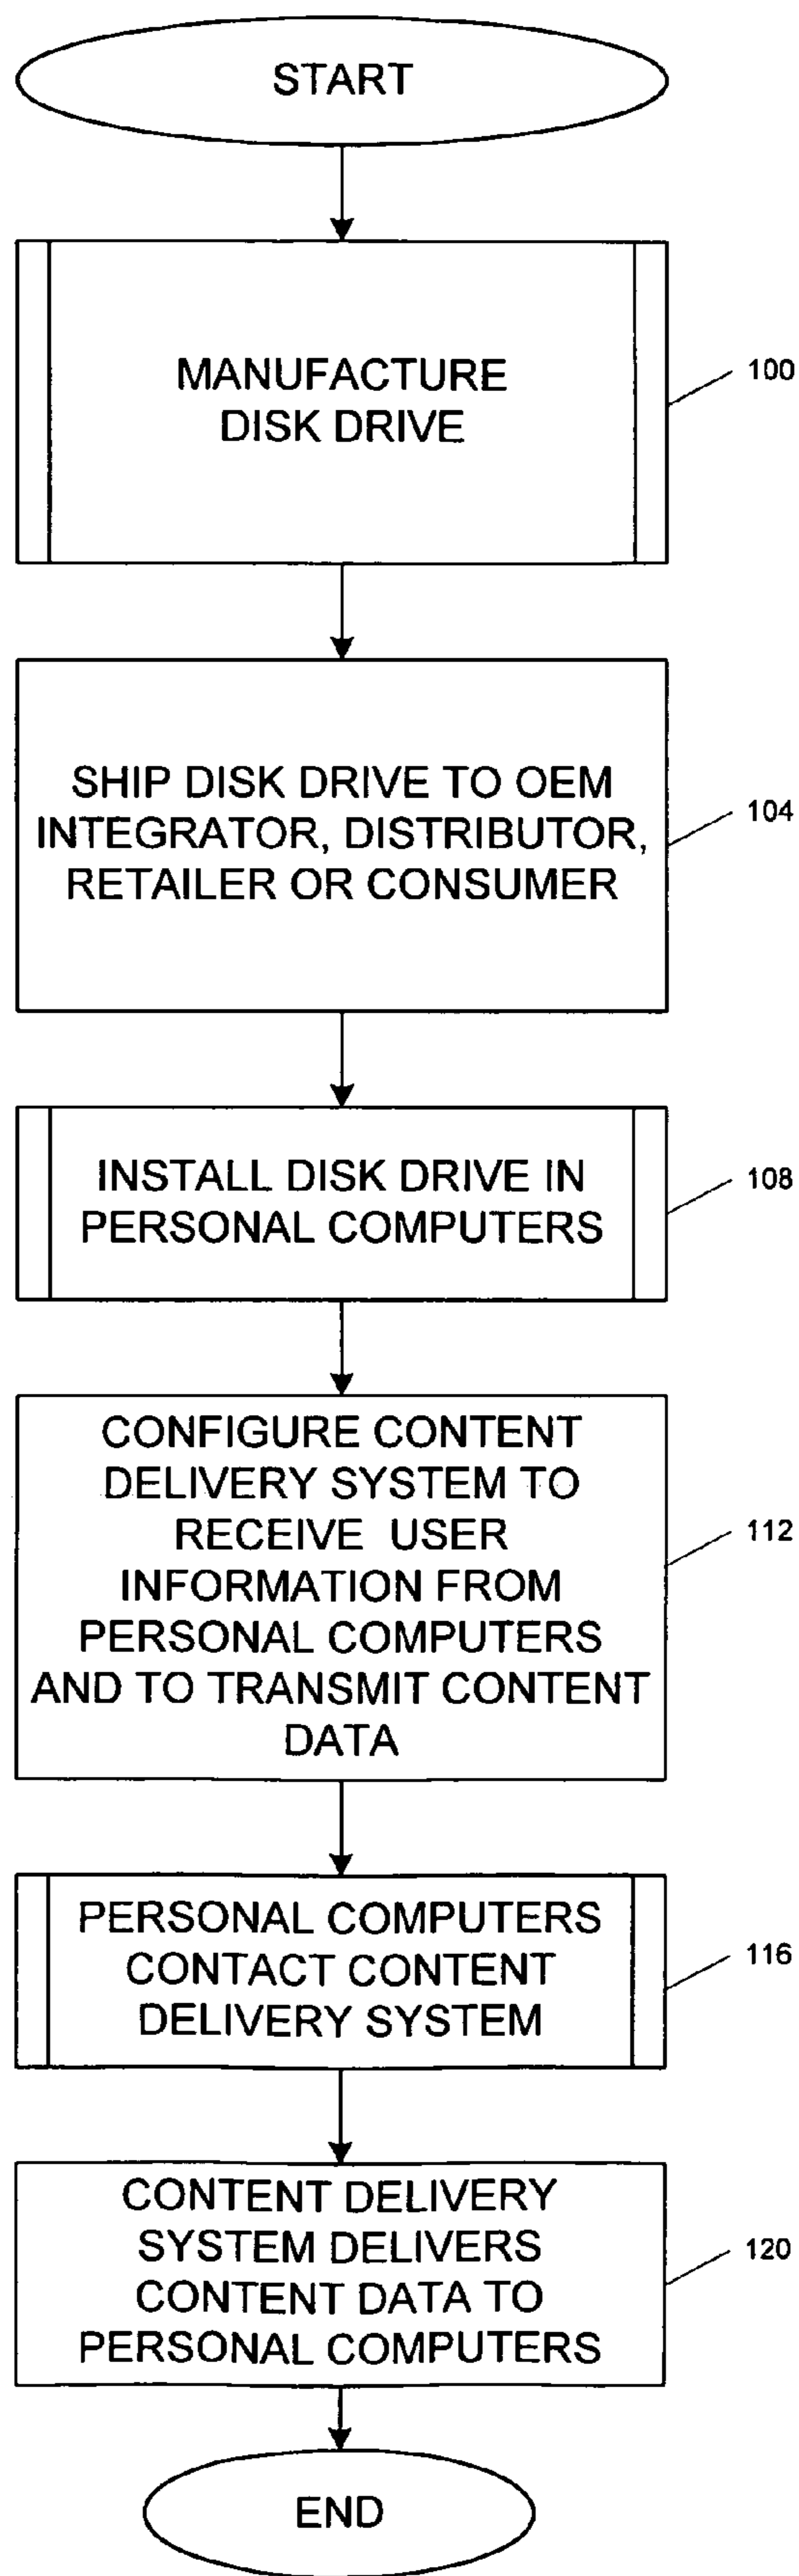 START
MANUFACTURE
DISK DRIVE
100
SHIP DISK DRIVE TO OEM
INTEGRATOR, DISTRIBUTOR,
RETAILER OR CONSUMER
104
INSTALL DISK DRIVE IN
PERSONAL COMPUTERS
108
CONFIGURE CONTENT
DELIVERY SYSTEM TO
RECEIVE USER
INFORMATION FROM
PERSONAL COMPUTERS
AND TO TRANSMIT CONTENT
DATA
112
PERSONAL COMPUTERS
CONTACT CONTENT
DELIVERY SYSTEM
116
CONTENT DELIVERY
SYSTEM DELIVERS
CONTENT DATA TO
PERSONAL COMPUTERS
120
END